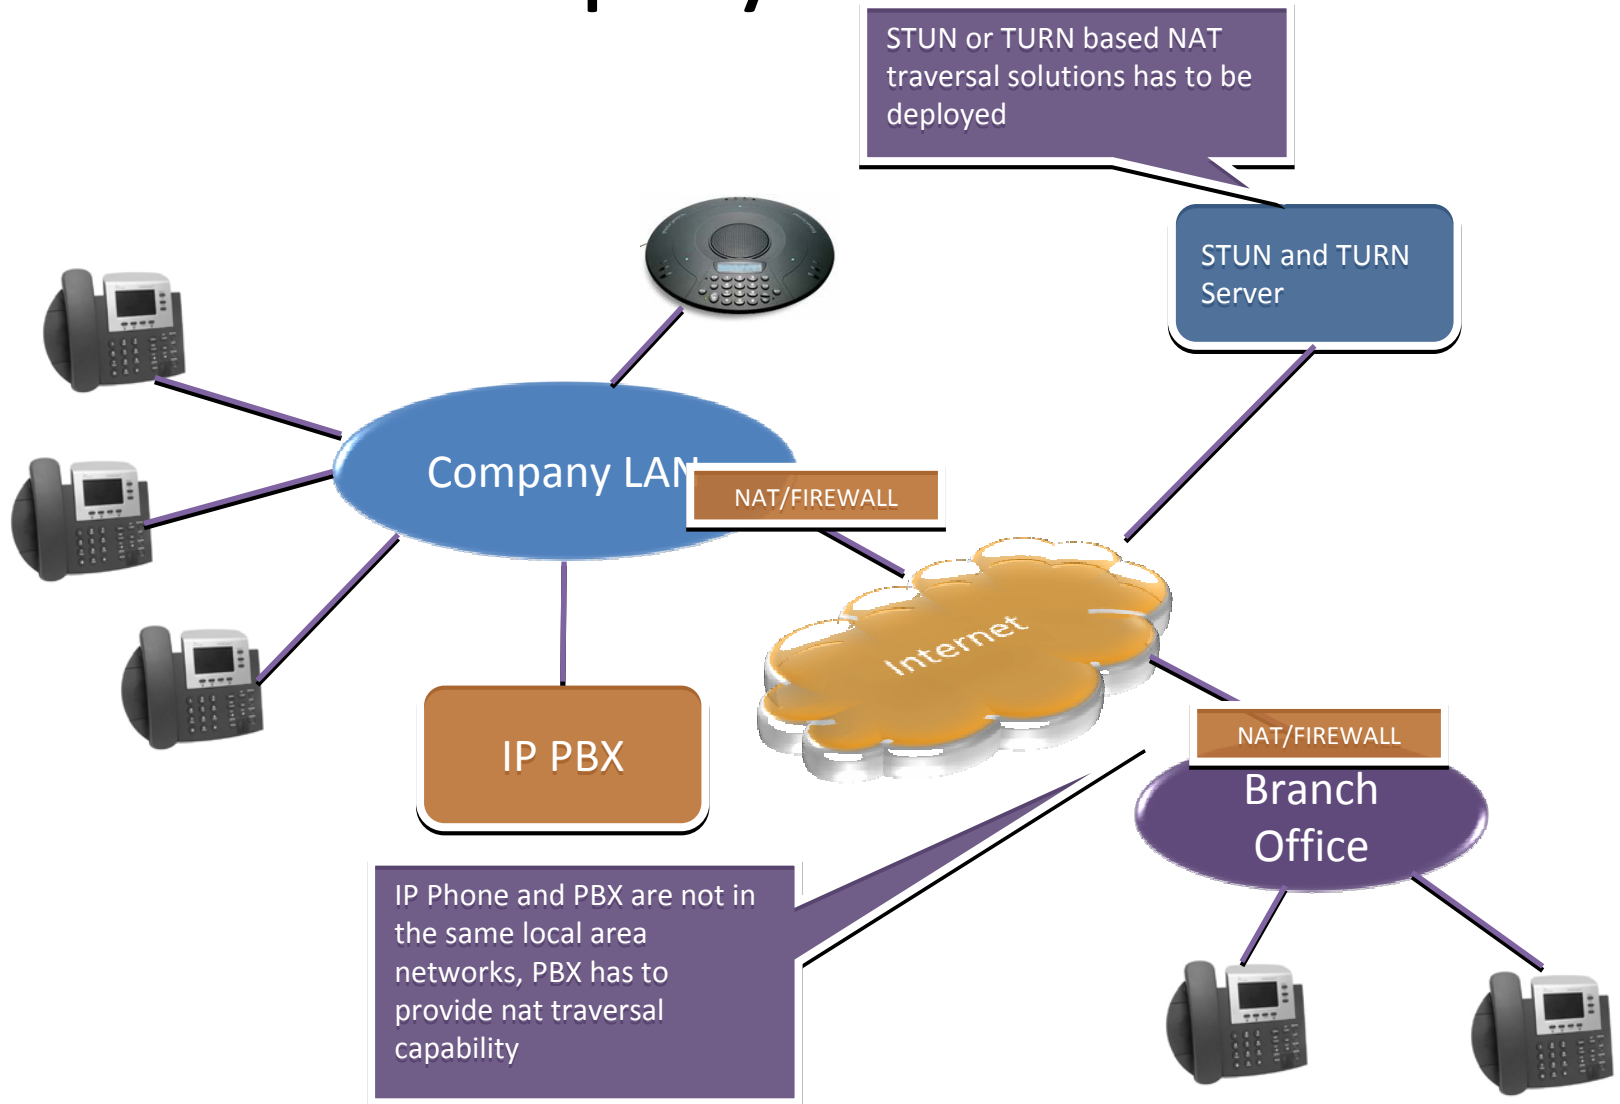 STUN or TURN based NAT
traversal solutions has to be
deployed
STUN and TURN
Server
Company LAN
NAT/FIREWALL
Internet
IP PBX
NAT/FIREWALL
Branch
Office
IP Phone and PBX are not in
the same local area
networks, PBX has to
provide nat traversal
capability